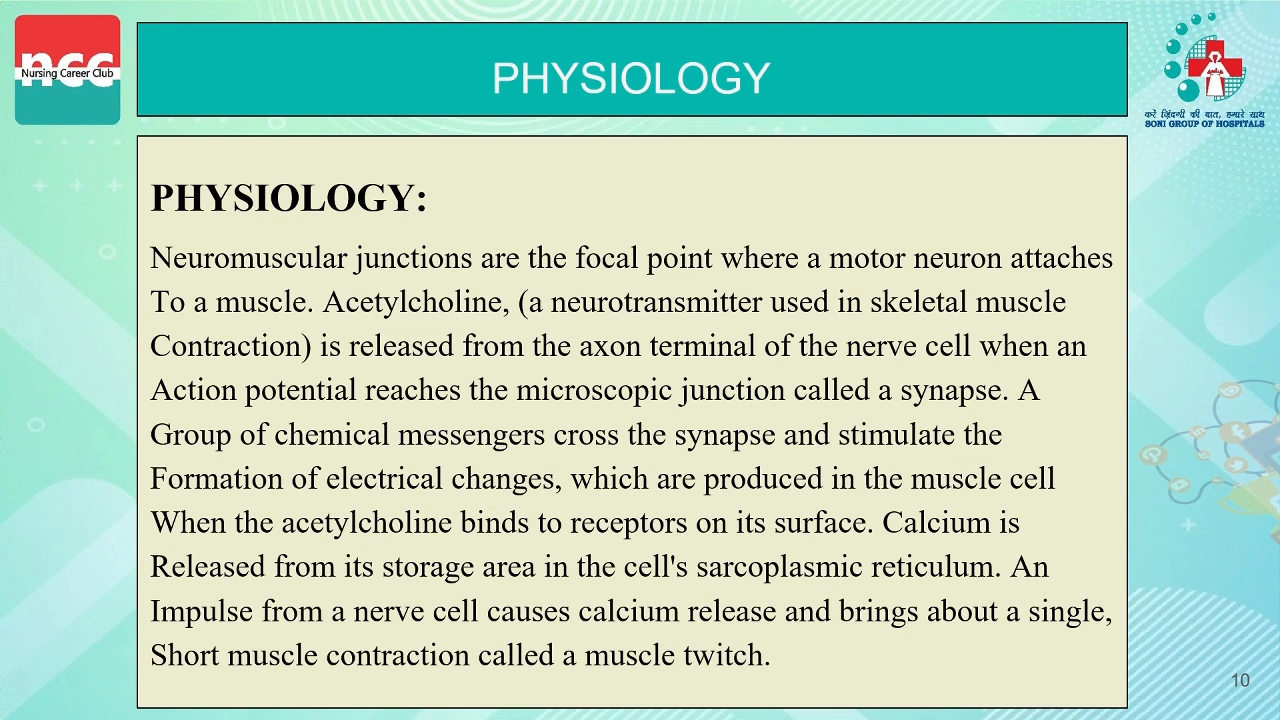 ncc
Nursing Career Club
PHYSIOLOGY
करे ज़िंदगी की बात, हमारे साथ
SONI GROUP OF HOSPITALS
PHYSIOLOGY:
Neuromuscular junctions are the focal point where a motor neuron attaches
To a muscle. Acetylcholine, (a neurotransmitter used in skeletal muscle
Contraction) is released from the axon terminal of the nerve cell when an
Action potential reaches the microscopic junction called a synapse. A
Group of chemical messengers cross the synapse and stimulate the
Formation of electrical changes, which are produced in the muscle cell
When the acetylcholine binds to receptors on its surface. Calcium is
Released from its storage area in the cell's sarcoplasmic reticulum. An
Impulse from a nerve cell causes calcium release and brings about a single,
Short muscle contraction called a muscle twitch.
10